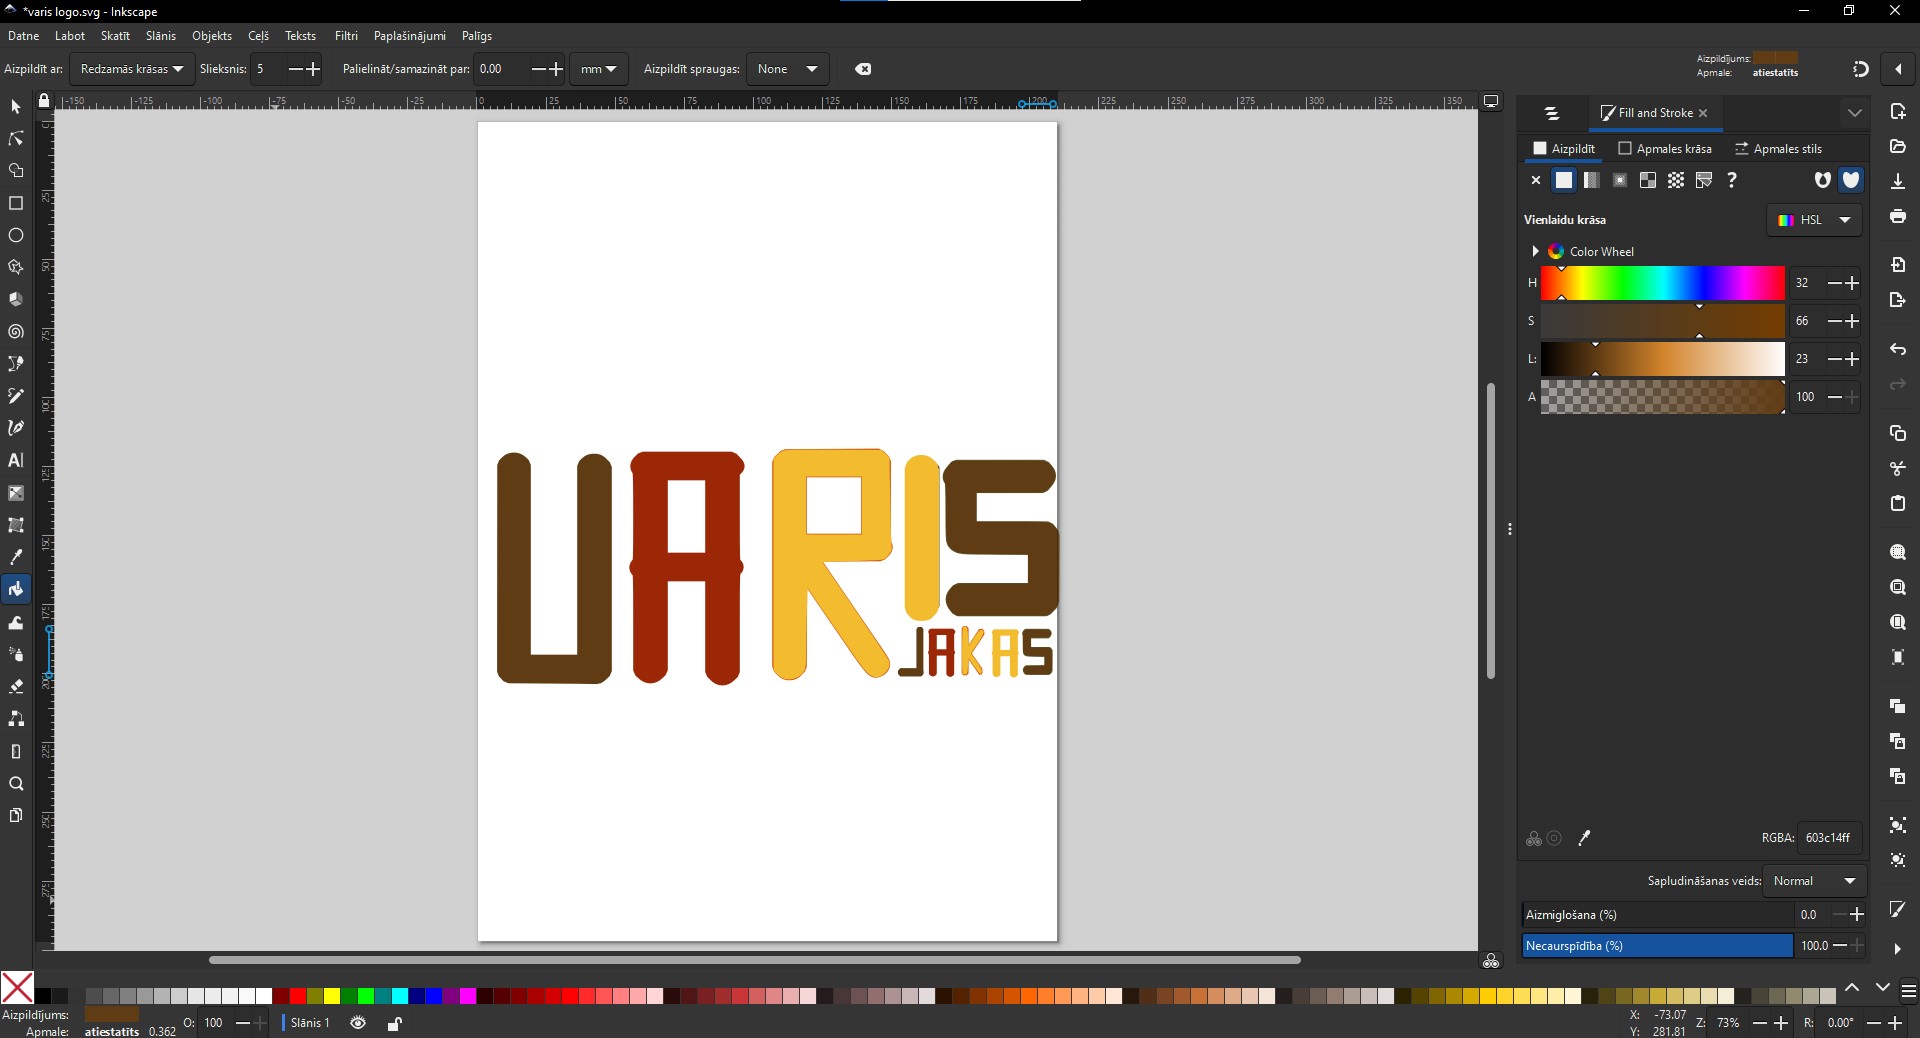 *varis logo.svg - Inkscape
Datne Labot Skatīt Slānis Objekts Ceļš Teksts Filtri Paplašinājumi Palīgs
Aizpildīt ar: Redzamās krāsas Slieksnis: 5 Palielināt/samazināt par: 0.00 mm Aizpildīt spraugas: None
Aizpildījums:
Apmale: atiestatīts
-150 -125 -100 -75 -50 -25 0 25 50 75 100 125 150 175 200 225 250 275 300 325 350
Fill and Stroke
Aizpildīt Apmales krāsa Apmales stils
Vienlaidu krāsa HSL
Color Wheel
H 32
S 66
L: 23
A 100
UARIS
JAKAS
RGBA: 603c14ff
Sapludināšanas veids: Normal
Aizmiglošana (%) 0.0
Necaurspīdība (%) 100.0
Aizpildījums:
Apmale: atiestatīts 0.362 O: 100 Slānis 1
X: -73.07
Y: 281.81
Z: 73% R: 0.00°